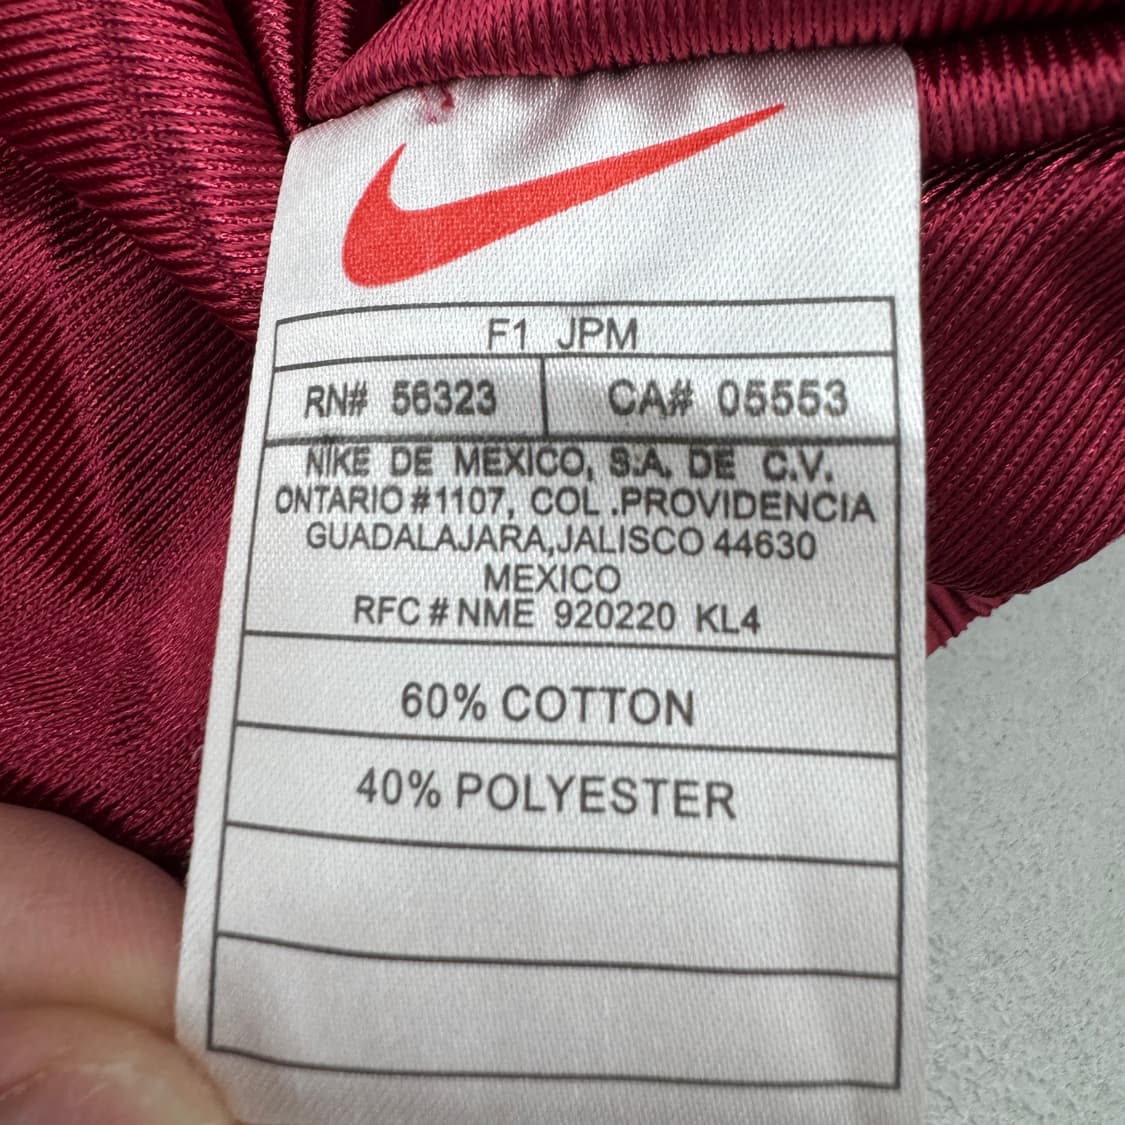 F1 JPM
RN# 56323 CA# 05553
NIKE DE MEXICO, S.A. DE C.V.
ONTARIO #1107, COL .PROVIDENCIA
GUADALAJARA,JALISCO 44630
MEXICO
RFC # NME 920220 KL4
60% COTTON
40% POLYESTER